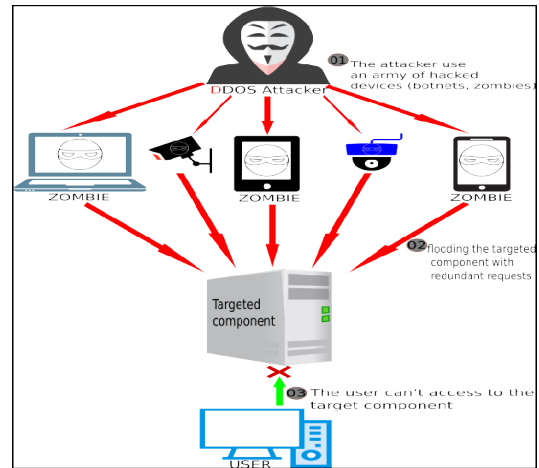 01 The attacker use
an army of hacked
devices (botnets, zombies)
DDOS Attacker
ZOMBIE
ZOMBIE
ZOMBIE
02 flooding the targeted
component with
redundant requests
Targeted
component
03 The user can't access to the
target component
USER